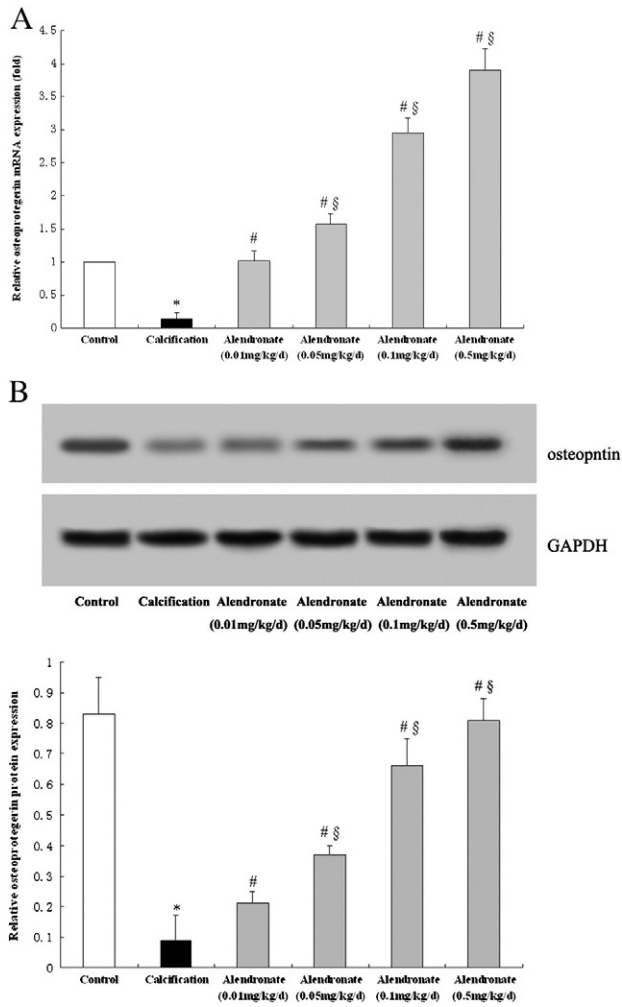 A
Relative osteoprotegerin mRNA expression (fold)
4.5
4
3.5
3
2.5
2
1.5
1
0.5
0
*
#
# §
# §
# §
Control Calcification Alendronate Alendronate Alendronate Alendronate
(0.01mg/kg/d) (0.05mg/kg/d) (0.1mg/kg/d) (0.5mg/kg/d)
B
osteopntin
GAPDH
Control Calcification Alendronate Alendronate Alendronate Alendronate
(0.01mg/kg/d) (0.05mg/kg/d) (0.1mg/kg/d) (0.5mg/kg/d)
Relative osteoprotegerin protein expression
1
0.9
0.8
0.7
0.6
0.5
0.4
0.3
0.2
0.1
0
*
#
# §
# §
# §
Control Calcification Alendronate Alendronate Alendronate Alendronate
(0.01mg/kg/d) (0.05mg/kg/d) (0.1mg/kg/d) (0.5mg/kg/d)